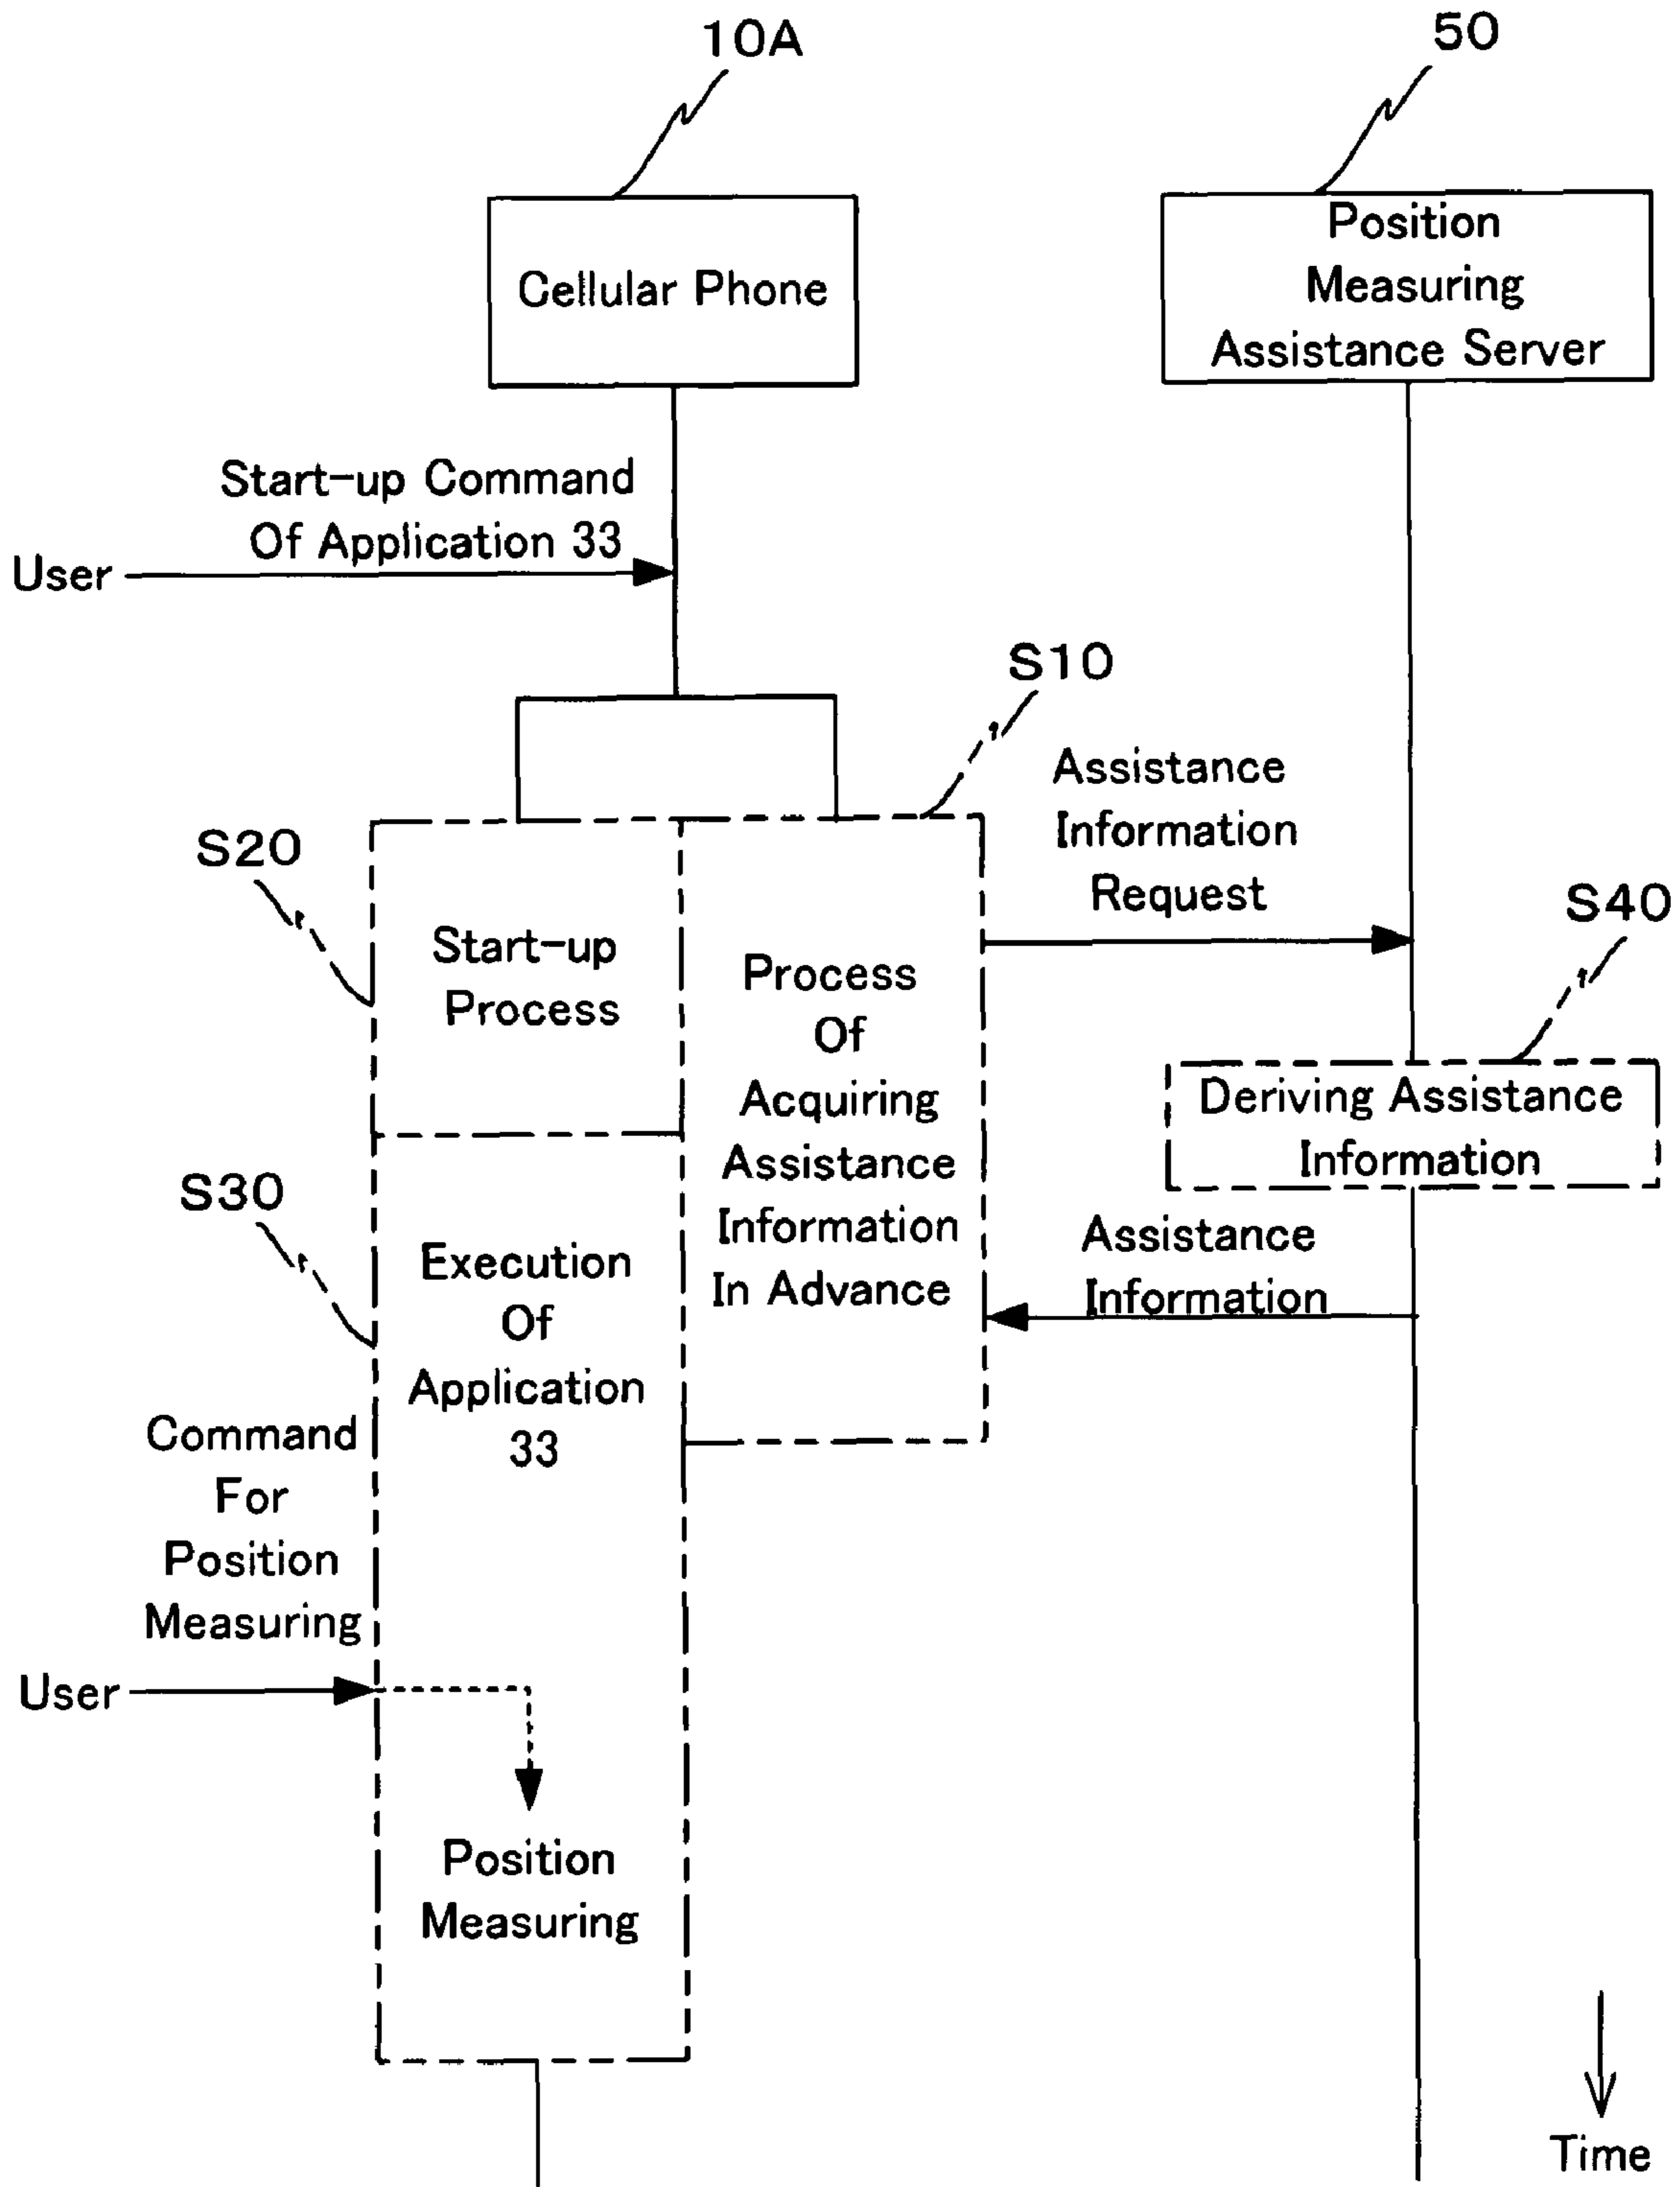 10A
50
Cellular Phone
Position
Measuring
Assistance Server
Start-up Command
Of Application 33
User
S10
Assistance
Information
Request
S20
S40
Start-up
Process
Process
Of
Acquiring
Assistance
Information
In Advance
Deriving Assistance
Information
S30
Assistance
Information
Execution
Of
Application
33
Command
For
Position
Measuring
User
Position
Measuring
Time